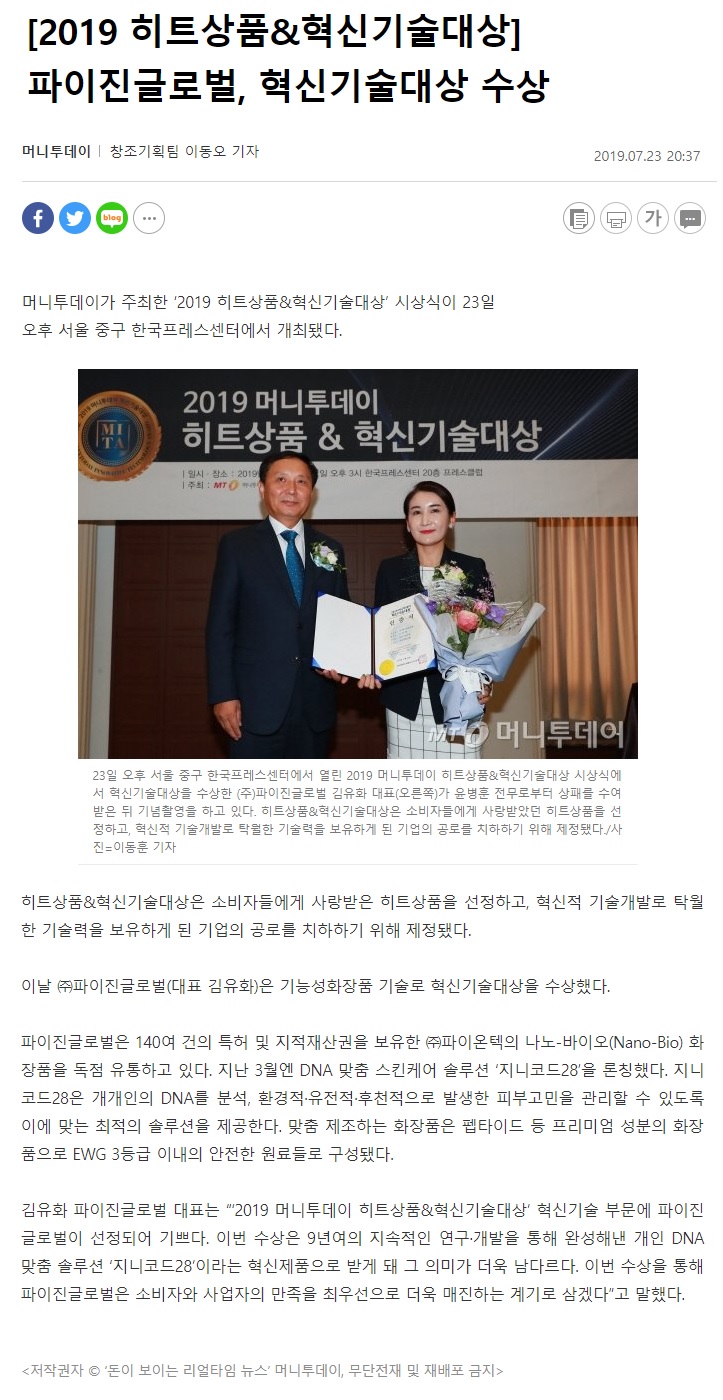 [2019 히트상품&혁신기술대상]
파이진글로벌, 혁신기술대상 수상
머니투데이 | 창조기획팀 이동오 기자
2019.07.23 20:37
blog
가
머니투데이가 주최한 ‘2019 히트상품&혁신기술대상’ 시상식이 23일
오후 서울 중구 한국프레스센터에서 개최됐다.
2019 머니투데이
히트상품 & 혁신기술대상
MITA
| 일시 · 장소 : 2019 일 오후 3시 한국프레스센터 20층 프레스클럽
| 주최 : MT 머니투
인증서
MT 머니투데이
23일 오후 서울 중구 한국프레스센터에서 열린 2019 머니투데이 히트상품&혁신기술대상 시상식에
서 혁신기술대상을 수상한 (주)파이진글로벌 김유화 대표(오른쪽)가 윤병훈 전무로부터 상패를 수여
받은 뒤 기념촬영을 하고 있다. 히트상품&혁신기술대상은 소비자들에게 사랑받았던 히트상품을 선
정하고, 혁신적 기술개발로 탁월한 기술력을 보유하게 된 기업의 공로를 치하하기 위해 제정됐다./사
진=이동훈 기자
히트상품&혁신기술대상은 소비자들에게 사랑받은 히트상품을 선정하고, 혁신적 기술개발로 탁월
한 기술력을 보유하게 된 기업의 공로를 치하하기 위해 제정됐다.
이날 ㈜파이진글로벌(대표 김유화)은 기능성화장품 기술로 혁신기술대상을 수상했다.
파이진글로벌은 140여 건의 특허 및 지적재산권을 보유한 ㈜파이온텍의 나노-바이오(Nano-Bio) 화
장품을 독점 유통하고 있다. 지난 3월엔 DNA 맞춤 스킨케어 솔루션 ‘지니코드28’을 론칭했다. 지니
코드28은 개개인의 DNA를 분석, 환경적·유전적·후천적으로 발생한 피부고민을 관리할 수 있도록
이에 맞는 최적의 솔루션을 제공한다. 맞춤 제조하는 화장품은 펩타이드 등 프리미엄 성분의 화장
품으로 EWG 3등급 이내의 안전한 원료들로 구성됐다.
김유화 파이진글로벌 대표는 “‘2019 머니투데이 히트상품&혁신기술대상’ 혁신기술 부문에 파이진
글로벌이 선정되어 기쁘다. 이번 수상은 9년여의 지속적인 연구·개발을 통해 완성해낸 개인 DNA
맞춤 솔루션 ‘지니코드28’이라는 혁신제품으로 받게 돼 그 의미가 더욱 남다르다. 이번 수상을 통해
파이진글로벌은 소비자와 사업자의 만족을 최우선으로 더욱 매진하는 계기로 삼겠다”고 말했다.
<저작권자 © ‘돈이 보이는 리얼타임 뉴스’ 머니투데이, 무단전재 및 재배포 금지>